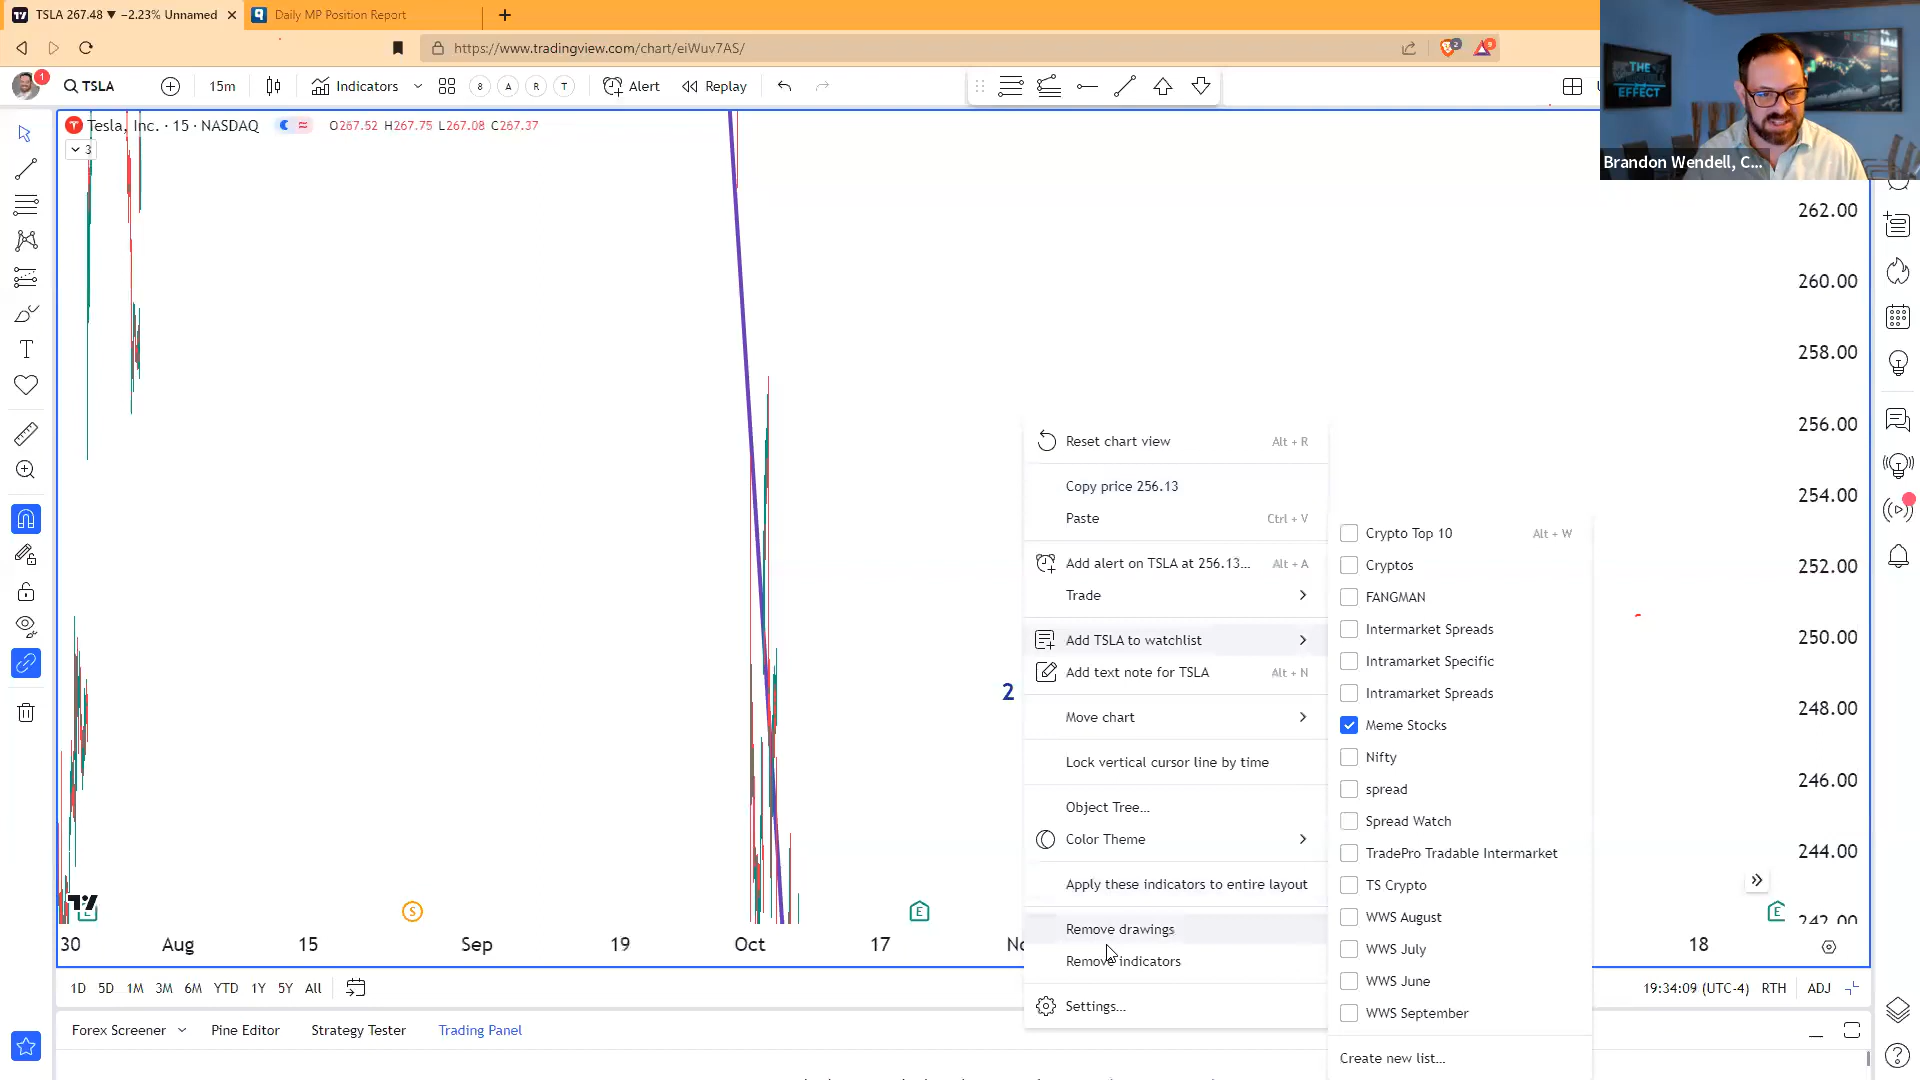 TSLA 267.48 ▼ −2.23% Unnamed
Daily MP Position Report
https://www.tradingview.com/chart/eiWuv7AS/
1
TSLA
15m
Indicators
8
A
R
T
Alert
Replay
Tesla, Inc. · 15 · NASDAQ
O267.52 H267.75 L267.08 C267.37
3
THE
EFFECT
Brandon Wendell, C...
262.00
260.00
258.00
256.00
254.00
252.00
250.00
248.00
246.00
244.00
242.00
2
Reset chart view Alt + R
Copy price 256.13
Paste Ctrl + V
Add alert on TSLA at 256.13... Alt + A
Trade
Add TSLA to watchlist
Add text note for TSLA Alt + N
Move chart
Lock vertical cursor line by time
Object Tree...
Color Theme
Apply these indicators to entire layout
Remove drawings
Remove indicators
Settings...
Crypto Top 10 Alt + W
Cryptos
FANGMAN
Intermarket Spreads
Intramarket Specific
Intramarket Spreads
Meme Stocks
Nifty
spread
Spread Watch
TradePro Tradable Intermarket
TS Crypto
WWS August
WWS July
WWS June
WWS September
Create new list...
S
E
E
30 Aug 15 Sep 19 Oct 17 18
1D 5D 1M 3M 6M YTD 1Y 5Y All
19:34:09 (UTC-4) RTH ADJ
Forex Screener Pine Editor Strategy Tester Trading Panel